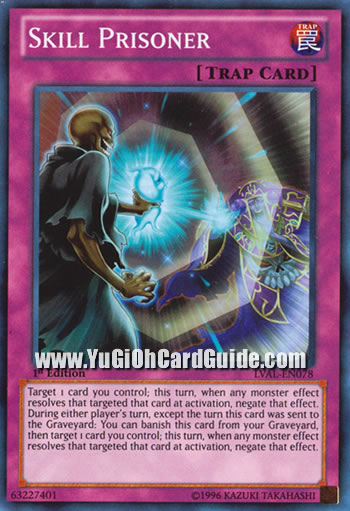 SKILL PRISONER
TRAP
罠
[TRAP CARD]
www.YuGiOhCardGuide.com
1st Edition
LVAL-EN078
Target 1 card you control; this turn, when any monster effect
resolves that targeted that card at activation, negate that effect.
During either player's turn, except the turn this card was sent to
the Graveyard: You can banish this card from your Graveyard,
then target 1 card you control; this turn, when any monster effect
resolves that targeted that card at activation, negate that effect.
63227401
©1996 KAZUKI TAKAHASHI